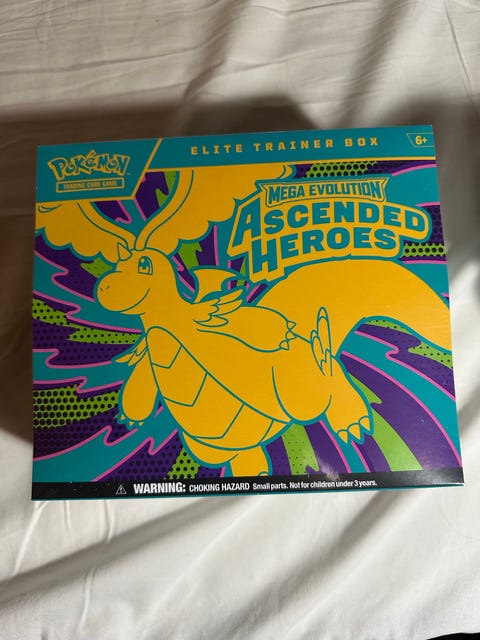 ELITE TRAINER BOX
6+
POKéMON
TRADING CARD GAME
MEGA EVOLUTION
ASCENDED
HEROES
WARNING: CHOKING HAZARD Small parts. Not for children under 3 years.